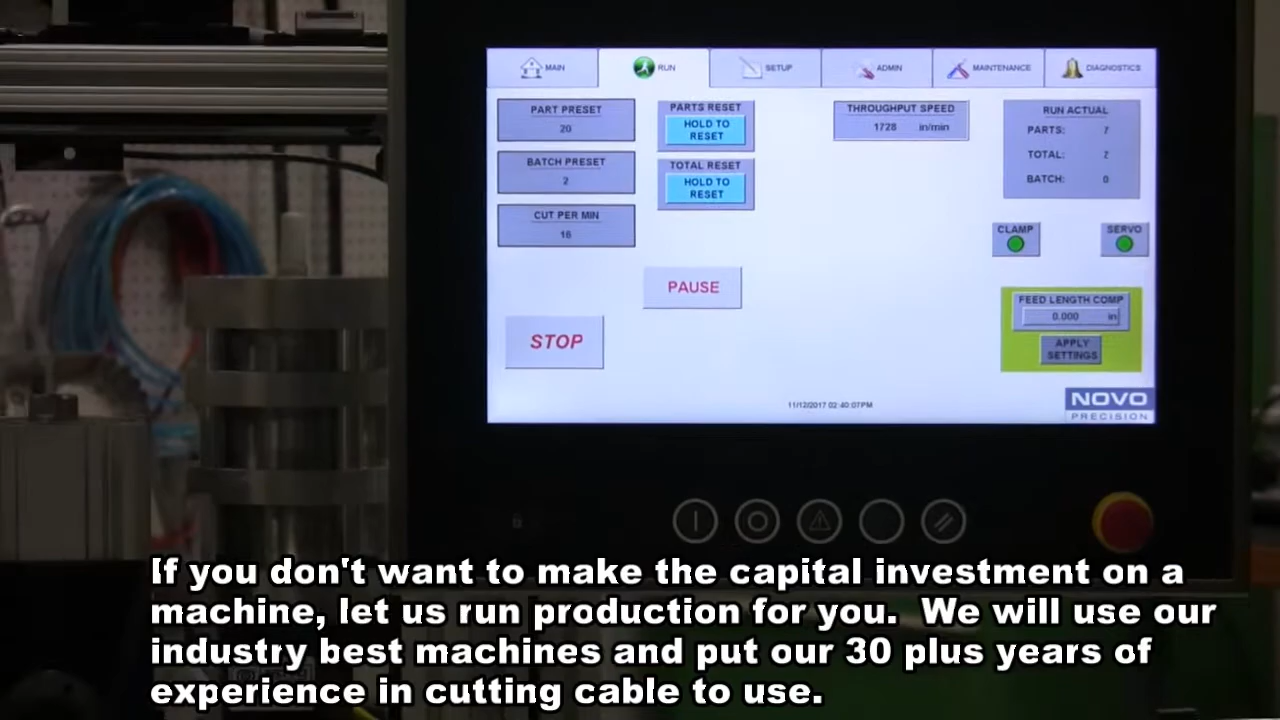 MAIN
RUN
SETUP
ADMIN
MAINTENANCE
DIAGNOSTICS
PART PRESET
20
BATCH PRESET
2
CUT PER MIN
16
PARTS RESET
HOLD TO
RESET
TOTAL RESET
HOLD TO
RESET
THROUGHPUT SPEED
1728 in/min
RUN ACTUAL
PARTS: 7
TOTAL: 7
BATCH: 0
CLAMP
SERVO
PAUSE
STOP
FEED LENGTH COMP
0.000 in
APPLY
SETTINGS
11/12/2017 02:40:07PM
NOVO
PRECISION
If you don't want to make the capital investment on a
machine, let us run production for you. We will use our
industry best machines and put our 30 plus years of
experience in cutting cable to use.